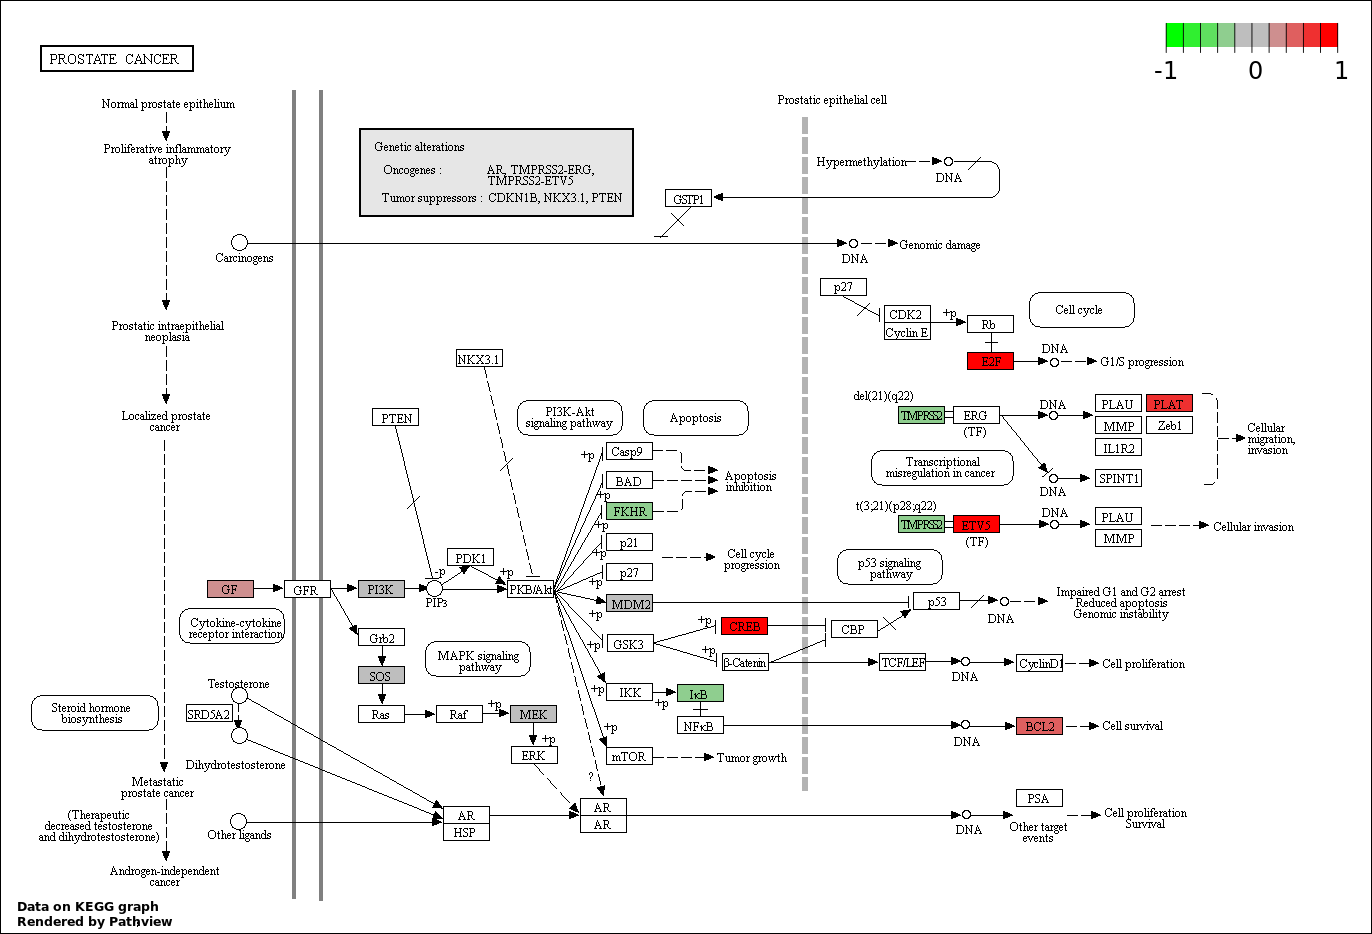 PROSTATE CANCER
-1 0 1
Normal prostate epithelium
Proliferative inflammatory
atrophy
Prostatic intraepithelial
neoplasia
Localized prostate
cancer
Metastatic
prostate cancer
(Therapeutic
decreased testosterone
and dihydrotestosterone)
Androgen-independent
cancer
Genetic alterations
Oncogenes : AR, TMPRSS2-ERG,
TMPRSS2-ETV5
Tumor suppressors : CDKN1B, NKX3.1, PTEN
Prostatic epithelial cell
Hypermethylation
DNA
GSTP1
Carcinogens
DNA
Genomic damage
p27
CDK2
Cyclin E
+p
Rb
Cell cycle
E2F
DNA
G1/S progression
NKX3.1
PTEN
PI3K-Akt
signaling pathway
Apoptosis
del(21)(q22)
TMPRSS2
ERG
(TF)
DNA
PLAU
PLAT
MMP
Zeb1
IL1R2
Cellular
migration,
invasion
Transcriptional
misregulation in cancer
DNA
SPINT1
t(3;21)(p28;q22)
TMPRSS2
ETV5
(TF)
DNA
PLAU
MMP
Cellular invasion
+p
Casp9
BAD
Apoptosis
inhibition
+p
FKHR
+p
p21
+p
Cell cycle
progression
p27
+p
MDM2
+p
GSK3
+p
p53 signaling
pathway
p53
DNA
Impaired G1 and G2 arrest
Reduced apoptosis
Genomic instability
GF
GFR
PI3K
-p
PIP3
PDK1
+p
PKB/Akt
Cytokine-cytokine
receptor interaction
Grb2
SOS
Ras
Raf
+p
MEK
+p
ERK
MAPK signaling
pathway
+p
CREB
CBP
+p
β-Catenin
TCF/LEF
DNA
CyclinD1
Cell proliferation
+p
IKK
+p
IκB
NFκB
DNA
BCL2
Cell survival
+p
mTOR
Tumor growth
?
Steroid hormone
biosynthesis
Testosterone
SRD5A2
Dihydrotestosterone
Other ligands
AR
HSP
AR
AR
DNA
PSA
Other target
events
Cell proliferation
Survival
Data on KEGG graph
Rendered by Pathview